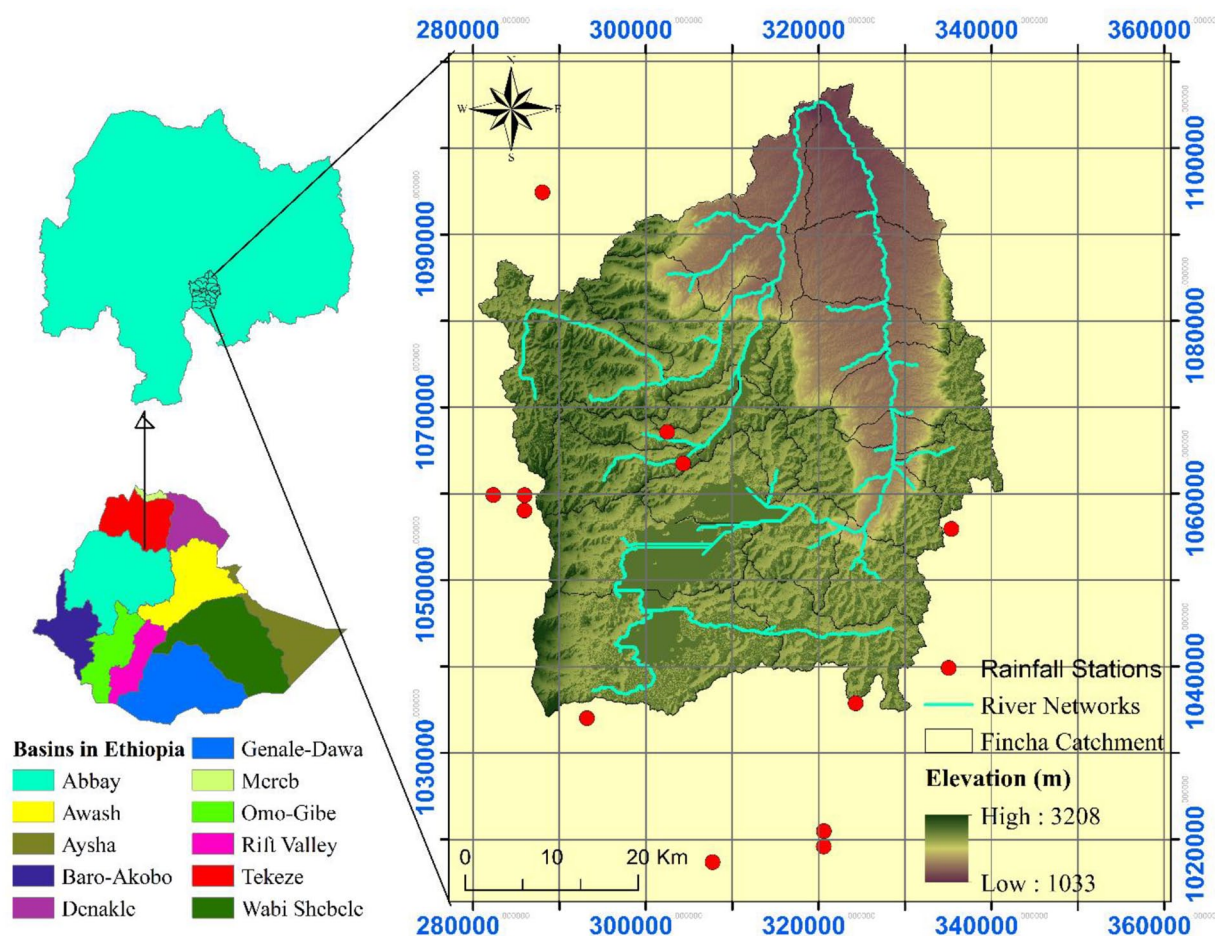 280000 300000 320000 340000 360000
N
W E
S
1100000
1090000
1080000
1070000
1060000
1050000
1040000
1030000
1020000
Rainfall Stations
River Networks
Fincha Catchment
Elevation (m)
High : 3208
Low : 1033
0 10 20 Km
280000 300000 320000 340000 360000
Basins in Ethiopia
Abbay
Awash
Aysha
Baro-Akobo
Denakle
Genale-Dawa
Mereb
Omo-Gibe
Rift Valley
Tekeze
Wabi Shebele